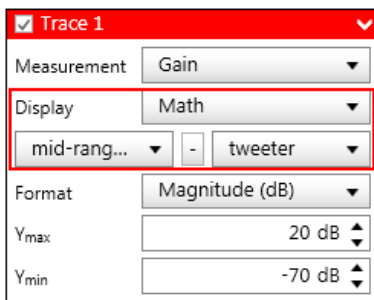 Trace 1
Measurement Gain
Display Math
mid-rang... - tweeter
Format Magnitude (dB)
Ymax 20 dB
Ymin -70 dB